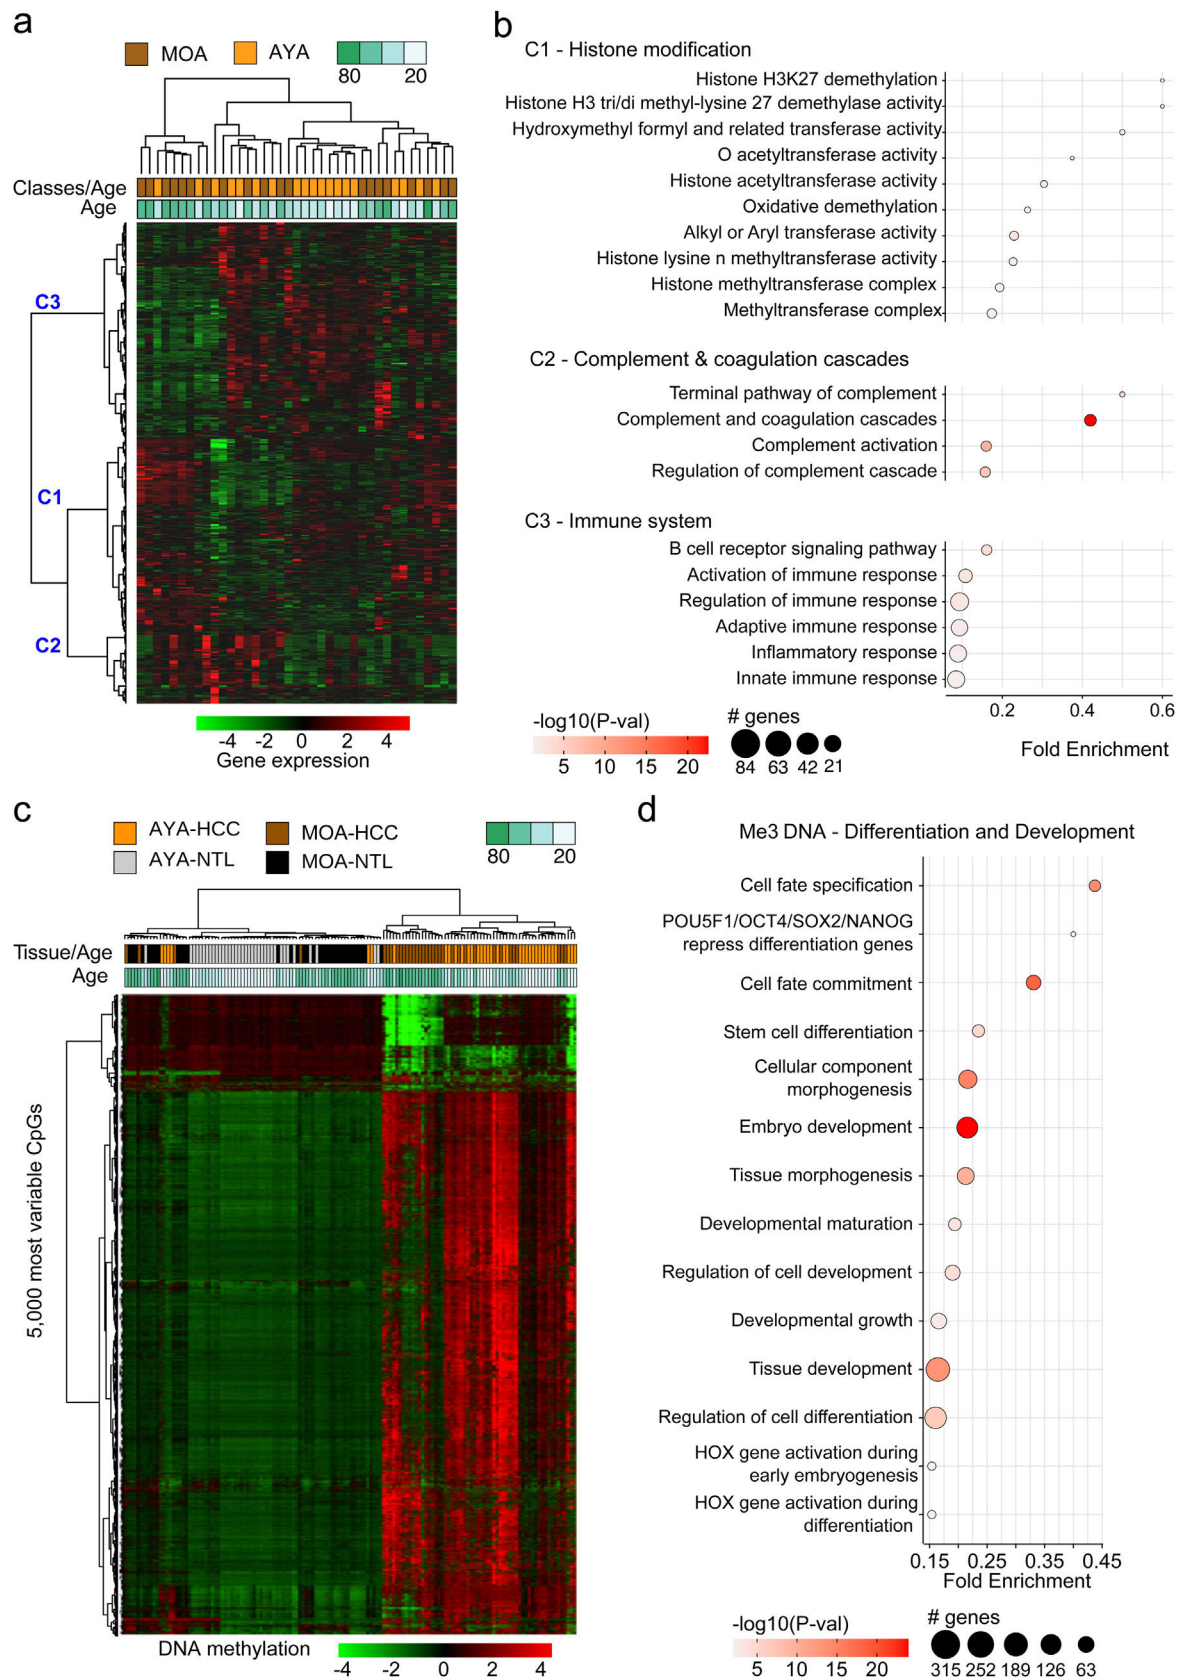 a
MOA
AYA
80
20
Classes/Age
Age
C3
C1
C2
-4
-2
0
2
4
Gene expression
b
C1 - Histone modification
Histone H3K27 demethylation
Histone H3 tri/di methyl-lysine 27 demethylase activity
Hydroxymethyl formyl and related transferase activity
O acetyltransferase activity
Histone acetyltransferase activity
Oxidative demethylation
Alkyl or Aryl transferase activity
Histone lysine n methyltransferase activity
Histone methyltransferase complex
Methyltransferase complex
C2 - Complement & coagulation cascades
Terminal pathway of complement
Complement and coagulation cascades
Complement activation
Regulation of complement cascade
C3 - Immune system
B cell receptor signaling pathway
Activation of immune response
Regulation of immune response
Adaptive immune response
Inflammatory response
Innate immune response
0.2
0.4
0.6
Fold Enrichment
-log10(P-val)
5
10
15
20
# genes
84
63
42
21
c
AYA-HCC
MOA-HCC
AYA-NTL
MOA-NTL
80
20
Tissue/Age
Age
5,000 most variable CpGs
DNA methylation
-4
-2
0
2
4
d
Me3 DNA - Differentiation and Development
Cell fate specification
POU5F1/OCT4/SOX2/NANOG
repress differentiation genes
Cell fate commitment
Stem cell differentiation
Cellular component
morphogenesis
Embryo development
Tissue morphogenesis
Developmental maturation
Regulation of cell development
Developmental growth
Tissue development
Regulation of cell differentiation
HOX gene activation during
early embryogenesis
HOX gene activation during
differentiation
0.15
0.25
0.35
0.45
Fold Enrichment
-log10(P-val)
5
10
15
20
# genes
315
252
189
126
63